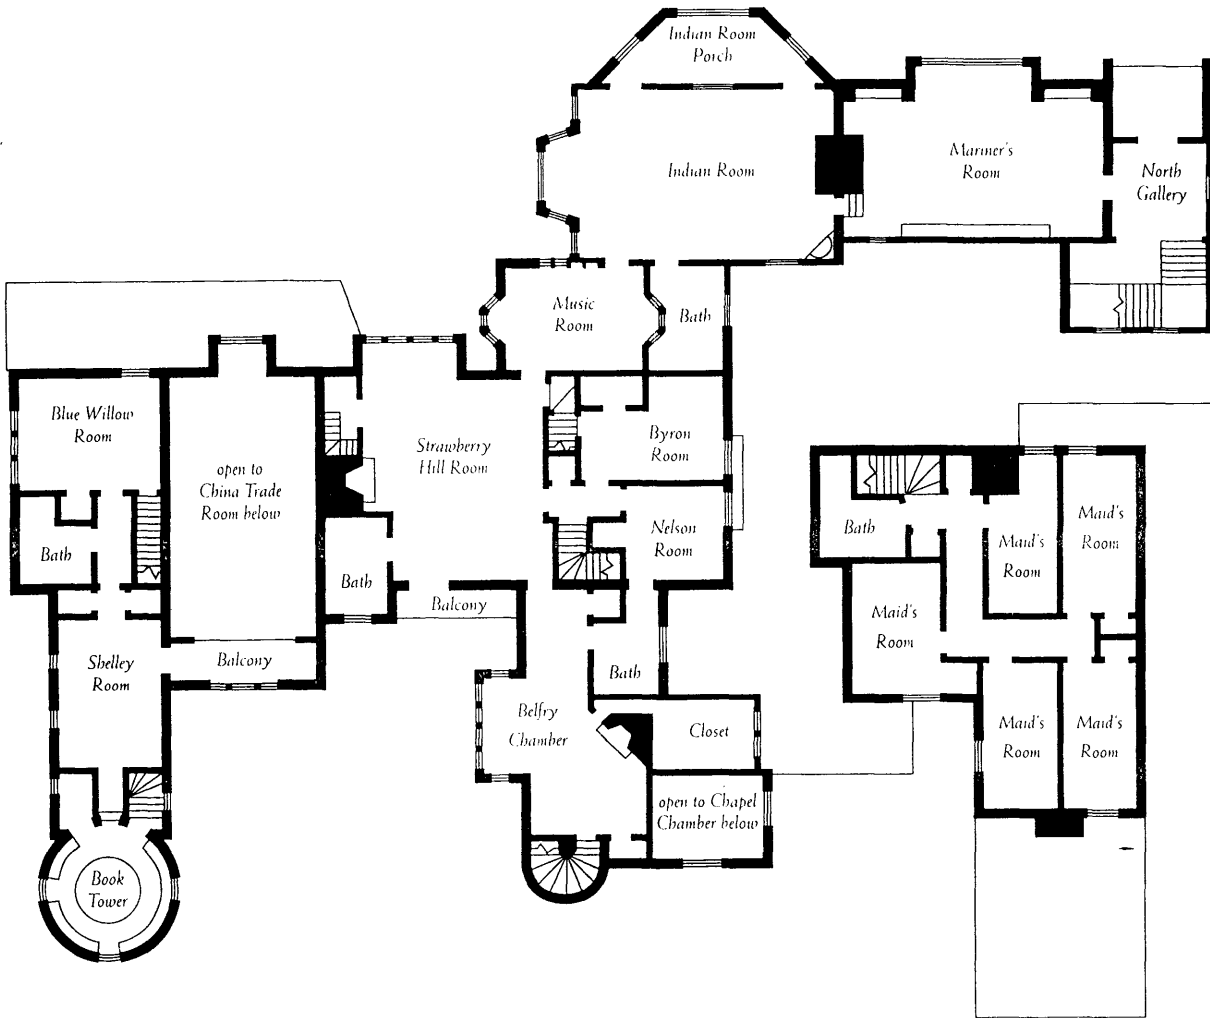 Indian Room
Porch
Indian Room
Mariner's
Room
North
Gallery
Music
Room
Bath
Blue Willow
Room
open to
China Trade
Room below
Strawberry
Hill Room
Byron
Room
Nelson
Room
Bath
Bath
Balcony
Shelley
Room
Balcony
Bath
Belfry
Chamber
Closet
open to Chapel
Chamber below
Book
Tower
Bath
Maid's
Room
Maid's
Room
Maid's
Room
Maid's
Room
Maid's
Room